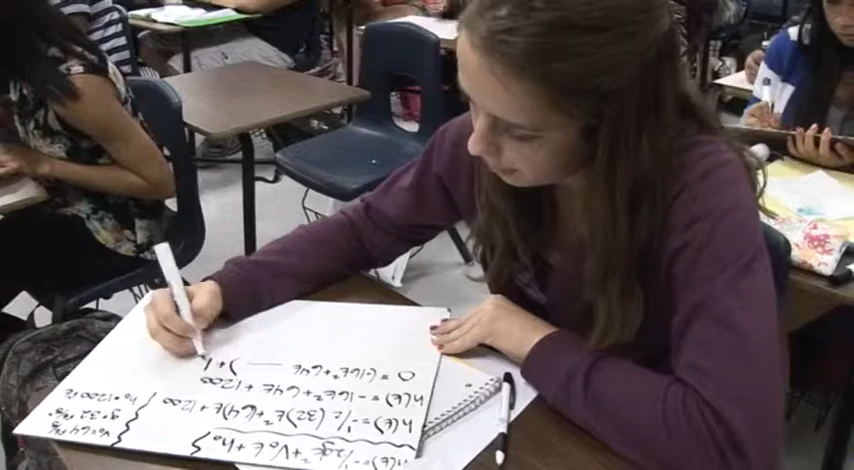 h(t)=-1/2gt²+V₀t+h₀
h(t)=-1/2(32)t²+(64)t+1200
h(t)=-16t²+64t+1200
0=-16t²+64t
V₀=64 ft/s
g=32 ft/s²
h₀=1200 ft